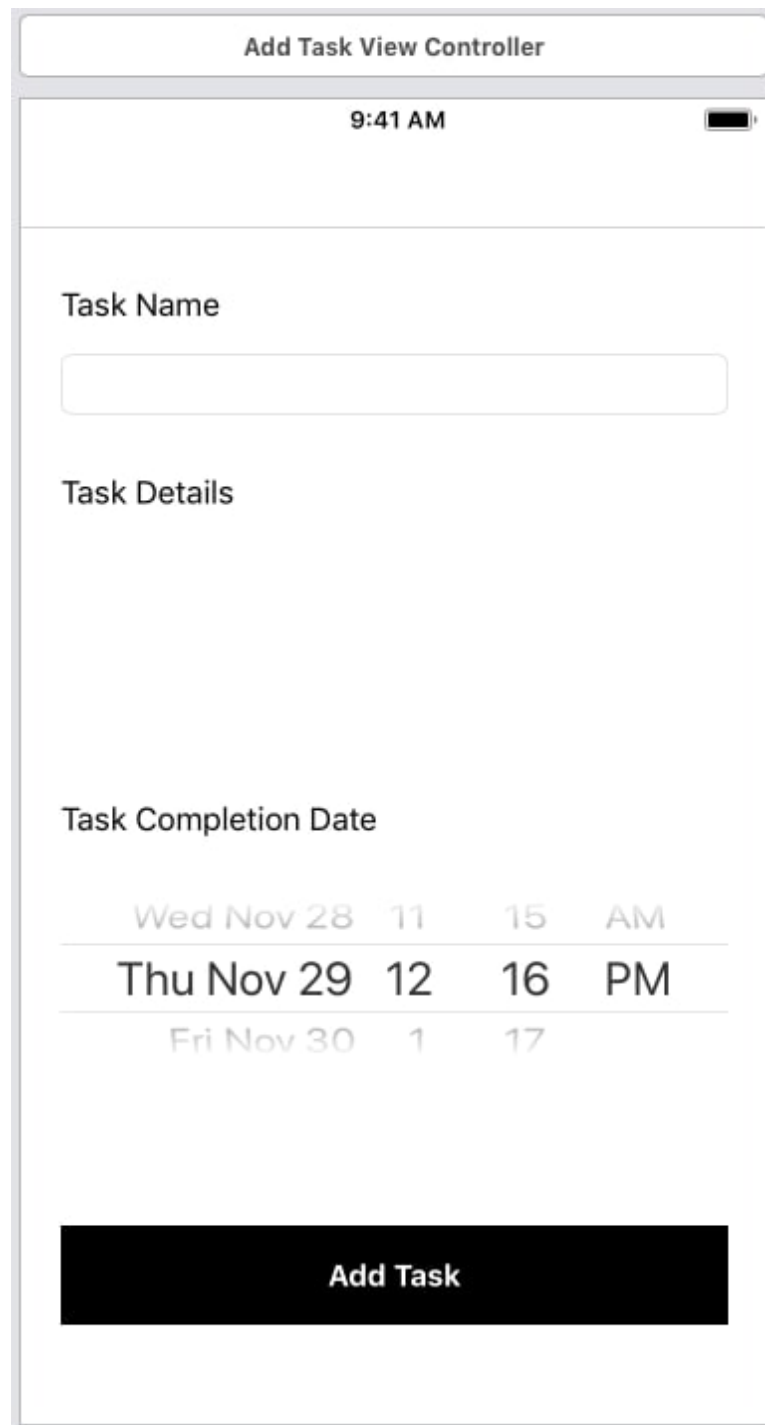 Add Task View Controller
9:41 AM
Task Name
Task Details
Task Completion Date
Wed Nov 28 11 15 AM
Thu Nov 29 12 16 PM
Fri Nov 30 1 17
Add Task